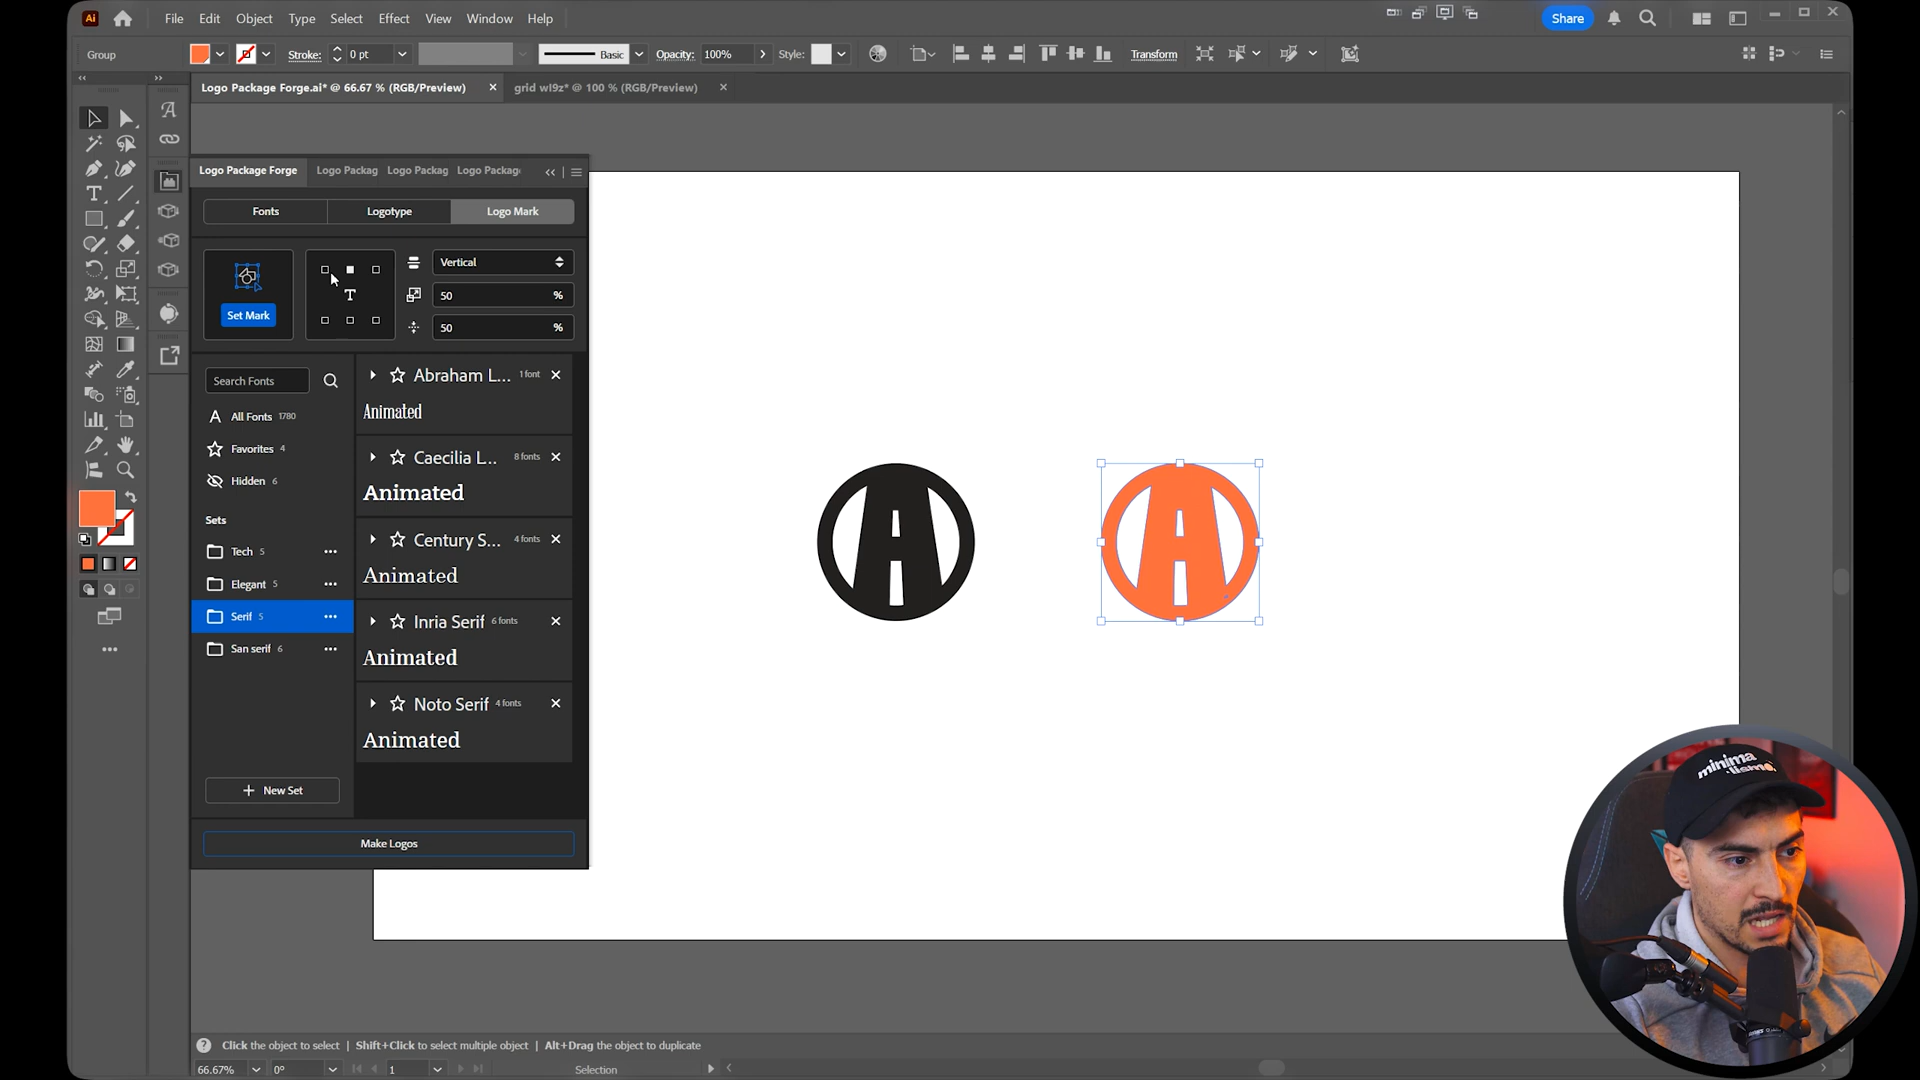 Ai File Edit Object Type Select Effect View Window Help Share
Group Stroke: 0 pt Basic Opacity: 100% Style: Transform
Logo Package Forge.ai* @ 66.67 % (RGB/Preview) × grid wI9z* @ 100 % (RGB/Preview) ×
Logo Package Forge Logo Packag Logo Packag Logo Package
Fonts Logotype Logo Mark
Vertical
T
50 %
Set Mark
50 %
Search Fonts
All Fonts 1780
Favorites 4
Hidden 6
Sets
Tech 5
Elegant 5
Serif 5
San serif 6
New Set
Abraham L... 1 font
Animated
Caecilia L... 8 fonts
Animated
Century S... 4 fonts
Animated
Inria Serif 6 fonts
Animated
Noto Serif 4 fonts
Animated
Make Logos
minima
lismo
Click the object to select | Shift+Click to select multiple object | Alt+Drag the object to duplicate
66.67% 0° 1 Selection